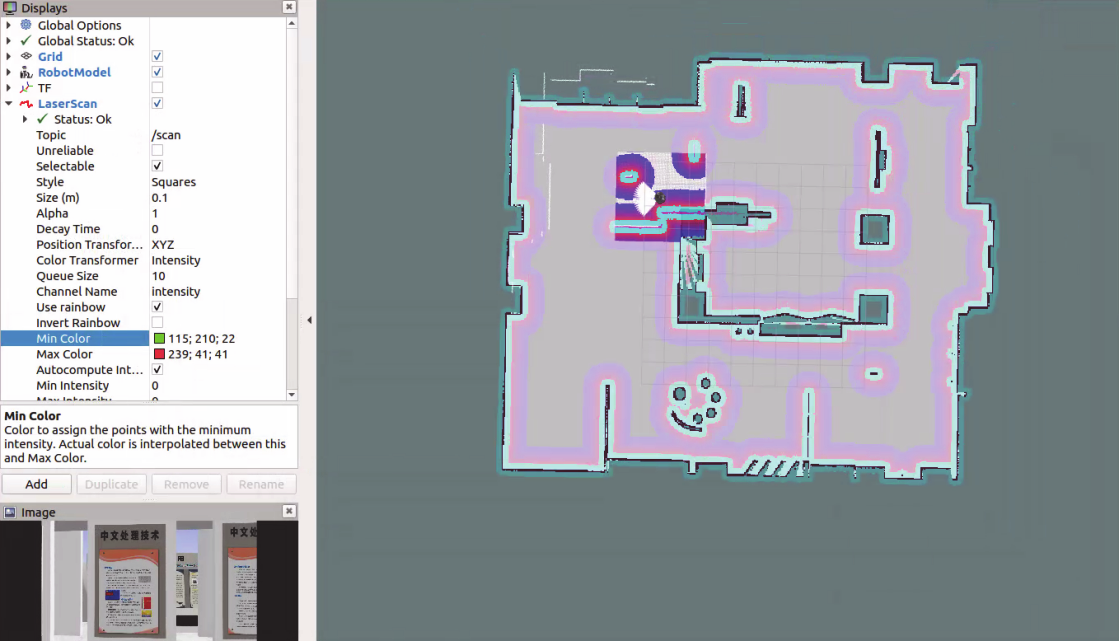 Displays
Global Options
Global Status: Ok
Grid
RobotModel
TF
LaserScan
Status: Ok
Topic /scan
Unreliable
Selectable
Style Squares
Size (m) 0.1
Alpha 1
Decay Time 0
Position Transfor... XYZ
Color Transformer Intensity
Queue Size 10
Channel Name intensity
Use rainbow
Invert Rainbow
Min Color 115; 210; 22
Max Color 239; 41; 41
Autocompute Int...
Min Intensity 0
Max Intensity 0
Min Color
Color to assign the points with the minimum
intensity. Actual color is interpolated between this
and Max Color.
Add Duplicate Remove Rename
Image
中文处理技术 中文处